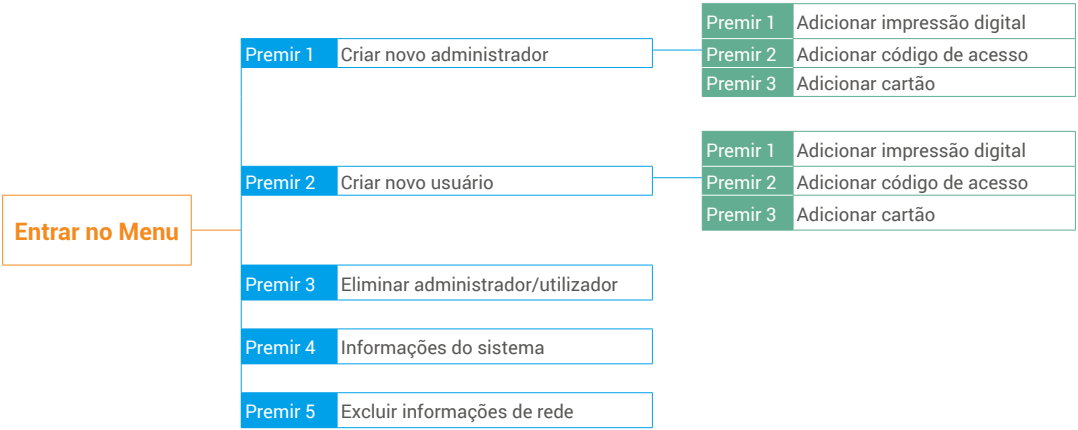 Entrar no Menu
Premir 1 Criar novo administrador
Premir 1 Adicionar impressão digital
Premir 2 Adicionar código de acesso
Premir 3 Adicionar cartão
Premir 2 Criar novo usuário
Premir 1 Adicionar impressão digital
Premir 2 Adicionar código de acesso
Premir 3 Adicionar cartão
Premir 3 Eliminar administrador/utilizador
Premir 4 Informações do sistema
Premir 5 Excluir informações de rede